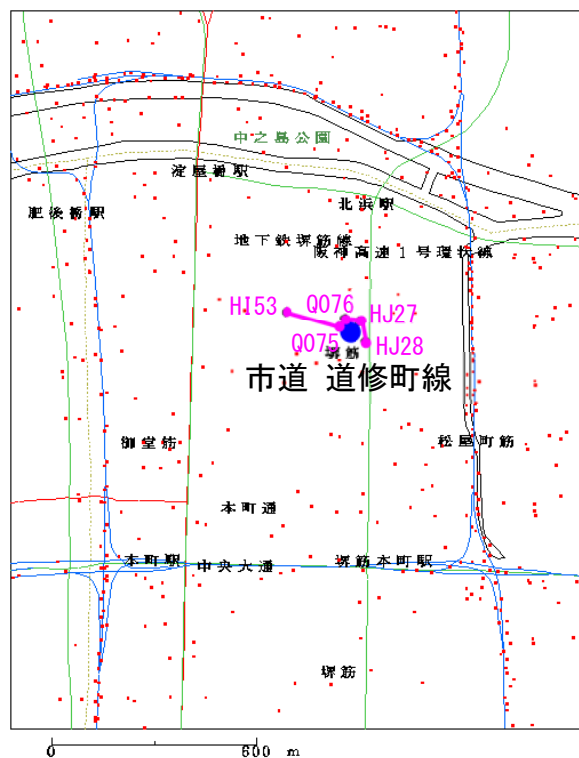 中之島公園
淀屋橋駅
肥後橋駅
北浜駅
地下鉄堺筋線
阪神高速1号環状線
HI53
Q076
HJ27
Q075
HJ28
堺筋
市道 道修町線
御堂筋
松屋町筋
本町通
本町駅
中央大通
堺筋本町駅
堺筋
0 600 m